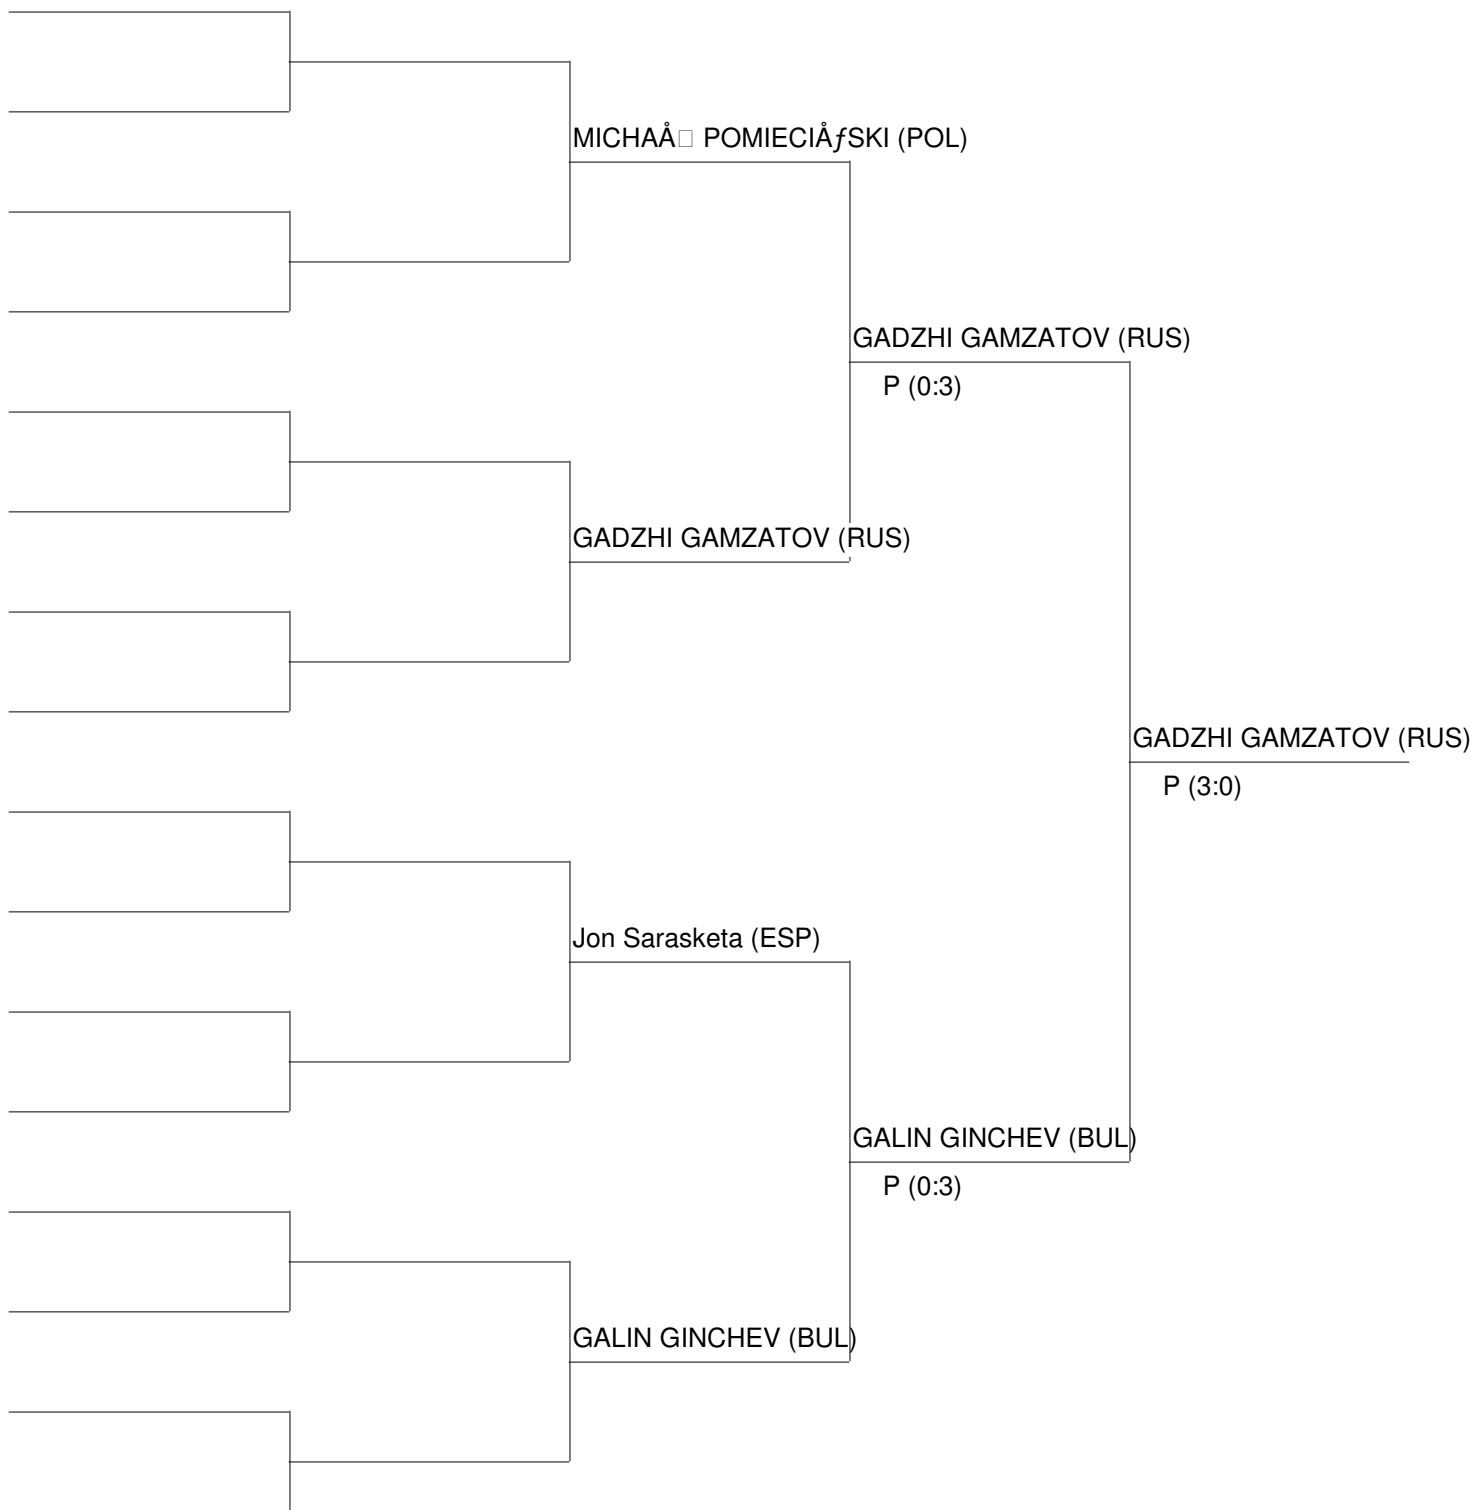 MICHAÅ□ POMIECIÅƒSKI (POL)
GADZHI GAMZATOV (RUS)
P (0:3)
GADZHI GAMZATOV (RUS)
GADZHI GAMZATOV (RUS)
P (3:0)
Jon Sarasketa (ESP)
GALIN GINCHEV (BUL)
P (0:3)
GALIN GINCHEV (BUL)